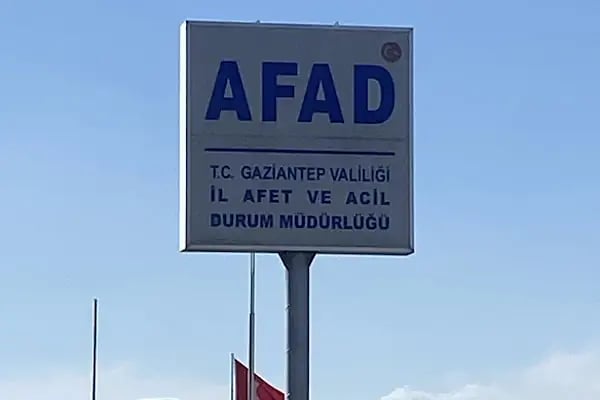 AFAD
T.C. GAZİANTEP VALİLİĞİ
İL AFET VE ACİL
DURUM MÜDÜRLÜĞÜ